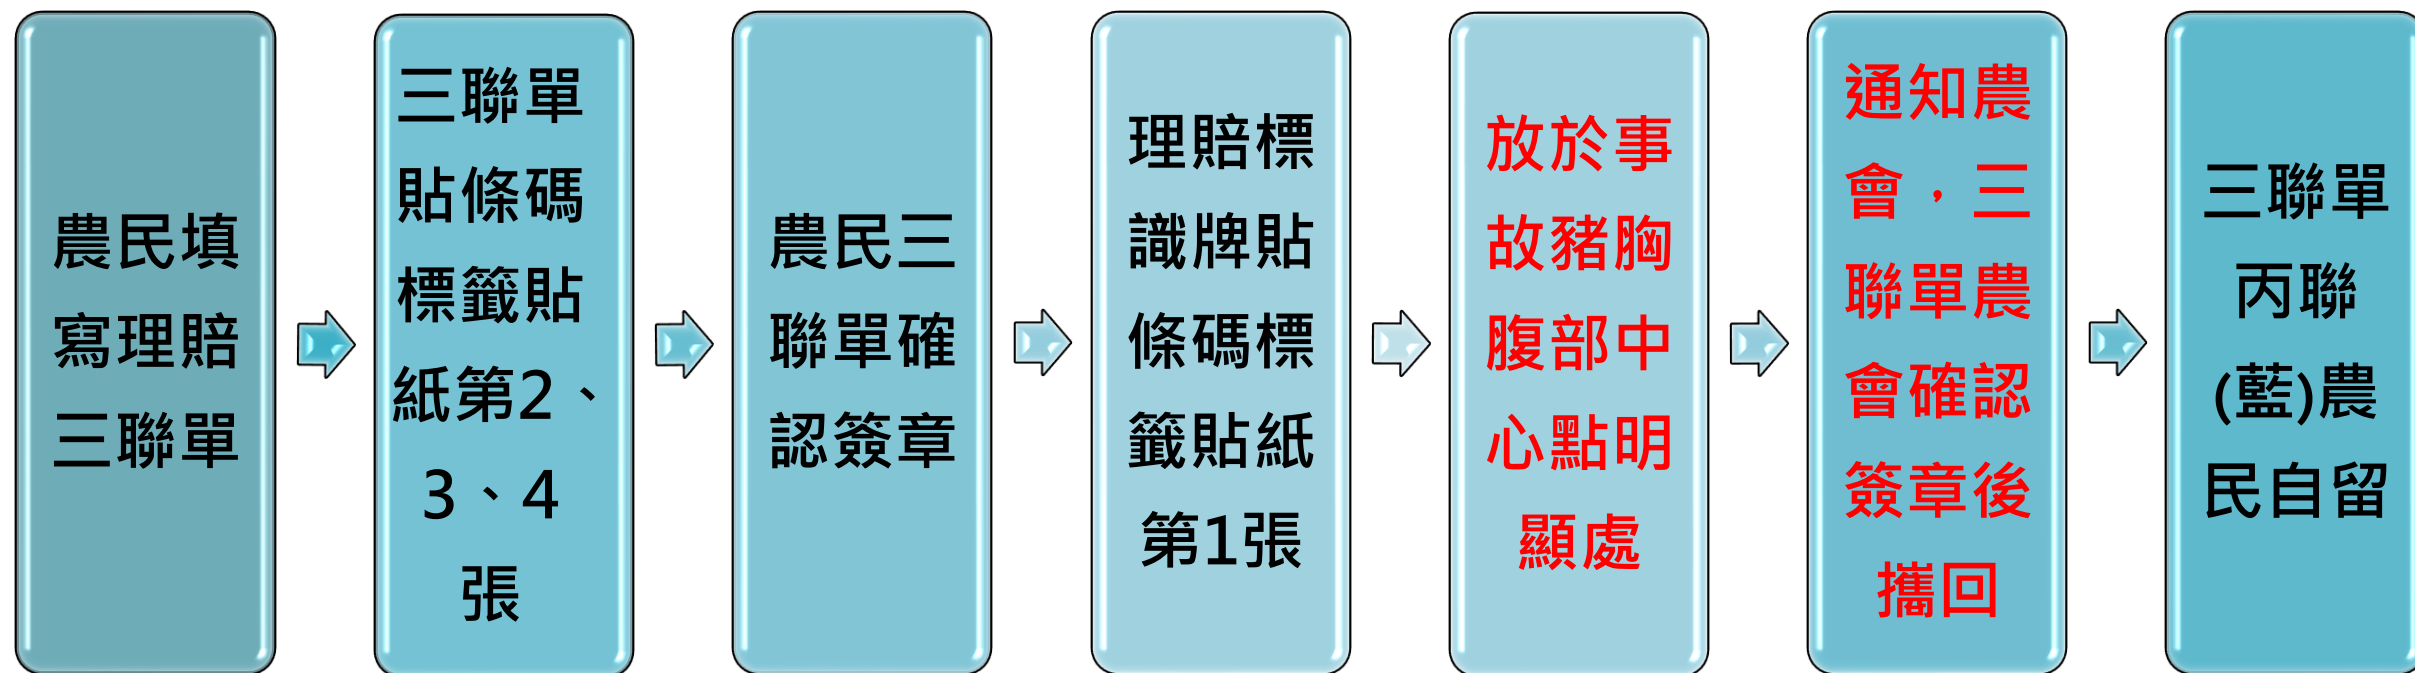 農民填
寫理賠
三聯單
三聯單
貼條碼
標籤貼
紙第2、
3、4
張
農民三
聯單確
認簽章
理賠標
識牌貼
條碼標
籤貼紙
第1張
放於事
故豬胸
腹部中
心點明
顯處
通知農
會，三
聯單農
會確認
簽章後
攜回
三聯單
丙聯
(藍)農
民自留